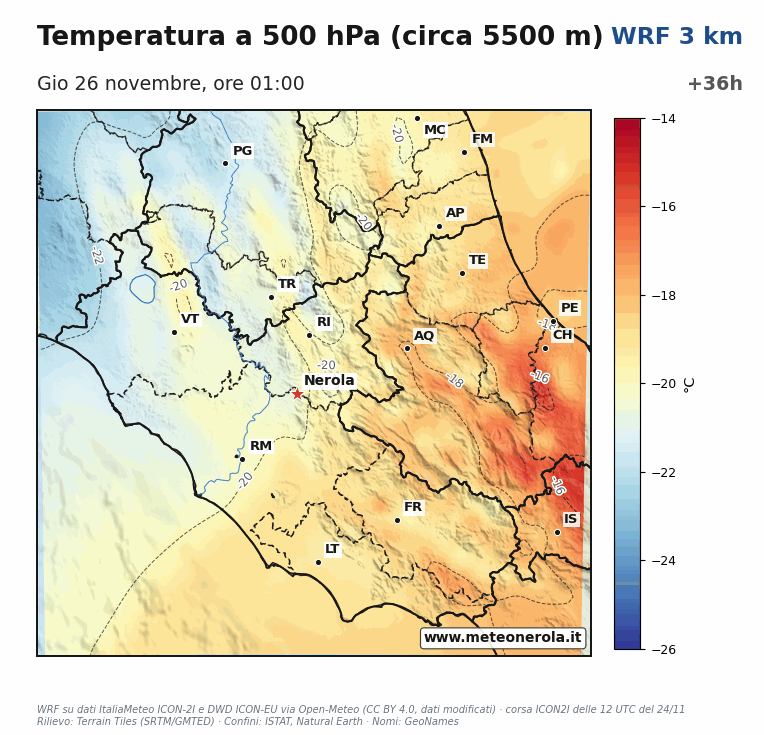 Temperatura a 500 hPa (circa 5500 m) WRF 3 km
Gio 26 novembre, ore 01:00 +36h
MC
FM
PG
-20
AP
-20
TE
-22
-20
TR
PE
VT
RI
-16
CH
AQ
-20
-18
-16
Nerola
RM
-20
-16
FR
IS
LT
www.meteonerola.it
−14
−16
−18
−20
−22
−24
−26
°C
WRF su dati ItaliaMeteo ICON-2I e DWD ICON-EU via Open-Meteo (CC BY 4.0, dati modificati) · corsa ICON2I delle 12 UTC del 24/11
Rilievo: Terrain Tiles (SRTM/GMTED) · Confini: ISTAT, Natural Earth · Nomi: GeoNames